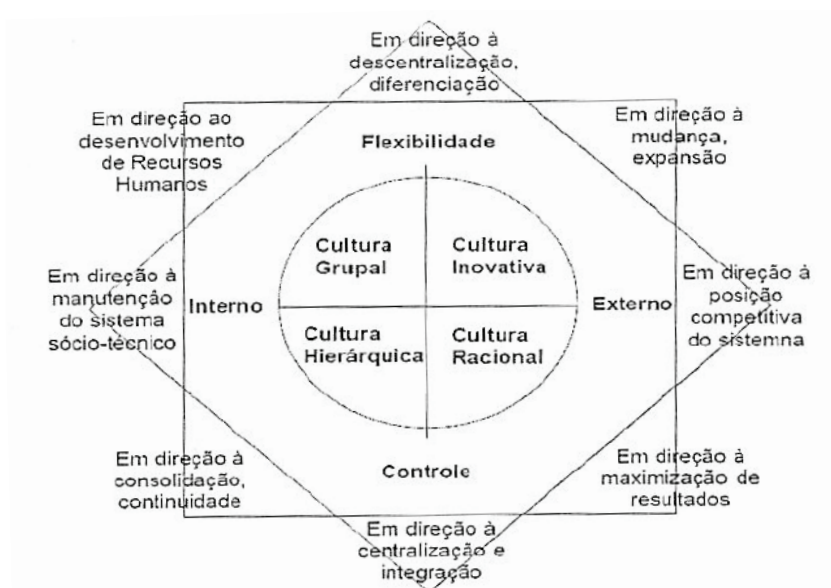 Em direção à
descentralização,
diferenciação
Em direção ao
desenvolvimento
de Recursos
Humanos
Flexibilidade
Em direção à
mudança,
expansão
Cultura
Grupal
Cultura
Inovativa
Em direção à
manutenção
do sistema
sócio-técnico
Interno
Externo
Em direção à
posição
competitiva
do sistemna
Cultura
Hierárquica
Cultura
Racional
Em direção à
consolidação,
continuidade
Controle
Em direção à
maximização de
resultados
Em direção à
centralização e
integração